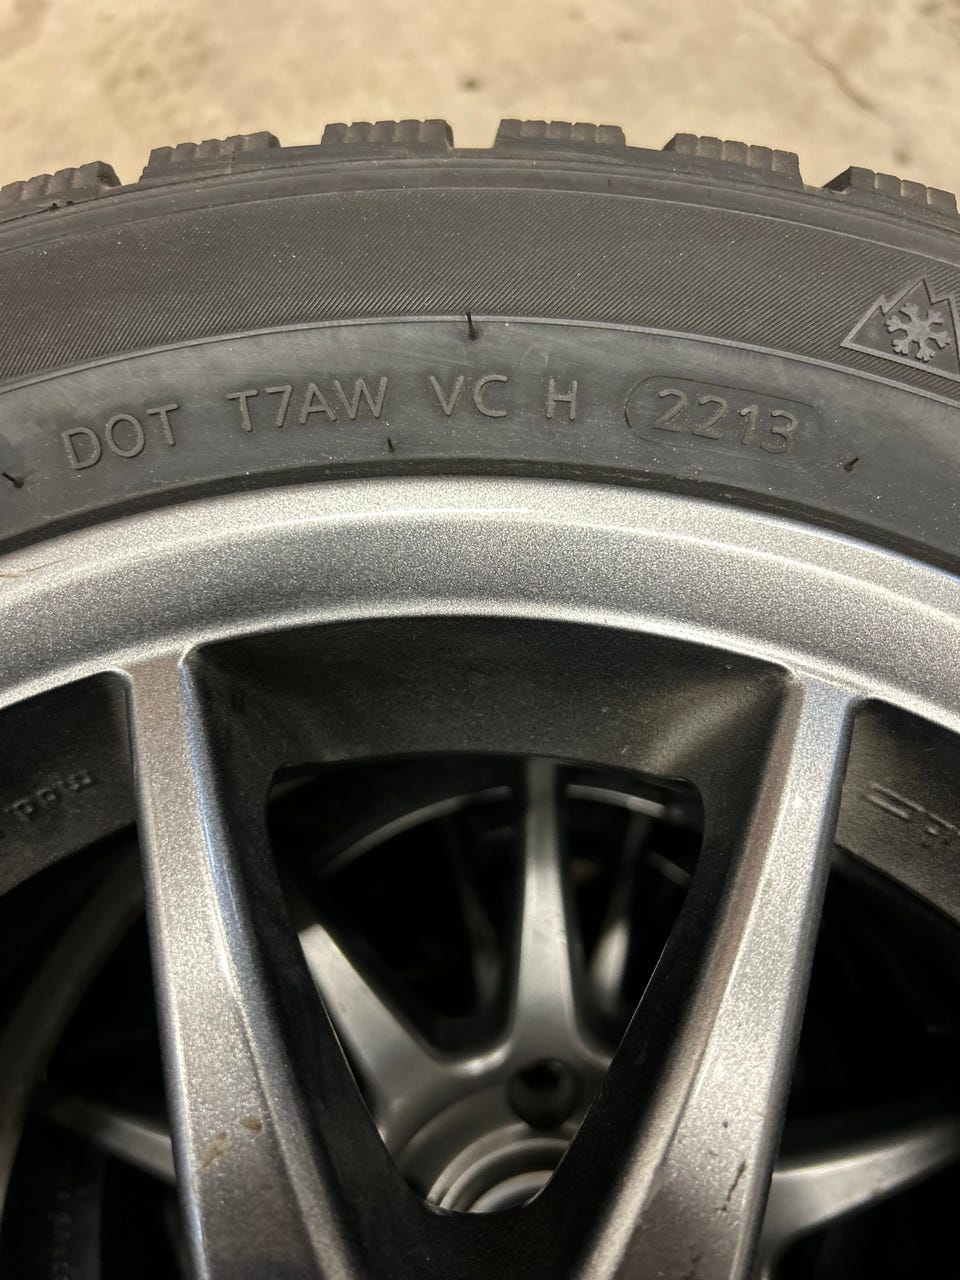 DOT T7AW VC H 2213